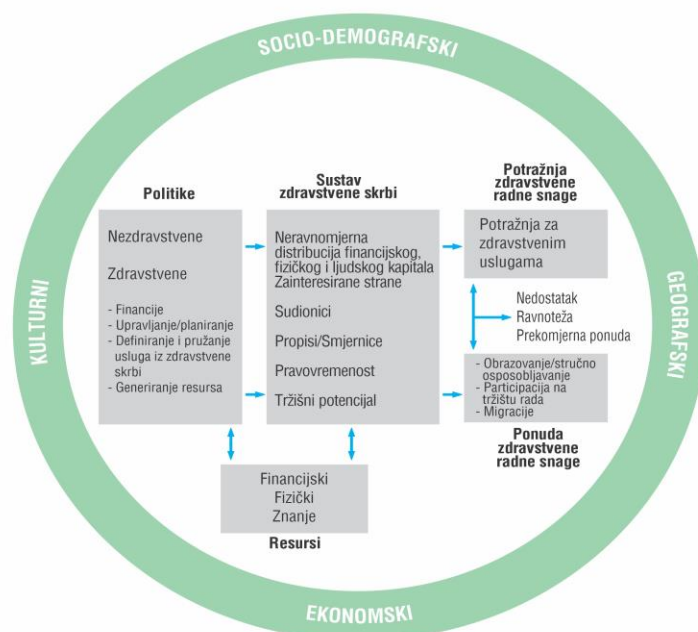 SOCIO-DEMOGRAFSKI
KULTURNI
GEOGRAFSKI
EKONOMSKI
Politike
Nezdravstvene
Zdravstvene
- Financije
- Upravljanje/planiranje
- Definiranje i pružanje
usluga iz zdravstvene
skrbi
- Generiranje resursa
Sustav
zdravstvene skrbi
Neravnomjerna
distribucija financijskog,
fizičkog i ljudskog kapitala
Zainteresirane strane
Sudionici
Propisi/Smjernice
Pravovremenost
Tržišni potencijal
Potražnja
zdravstvene
radne snage
Potražnja za
zdravstvenim
uslugama
Nedostatak
Ravnoteža
Prekomjerna ponuda
- Obrazovanje/stručno
osposobljavanje
- Participacija na
tržištu rada
- Migracije
Ponuda
zdravstvene
radne snage
Financijski
Fizički
Znanje
Resursi